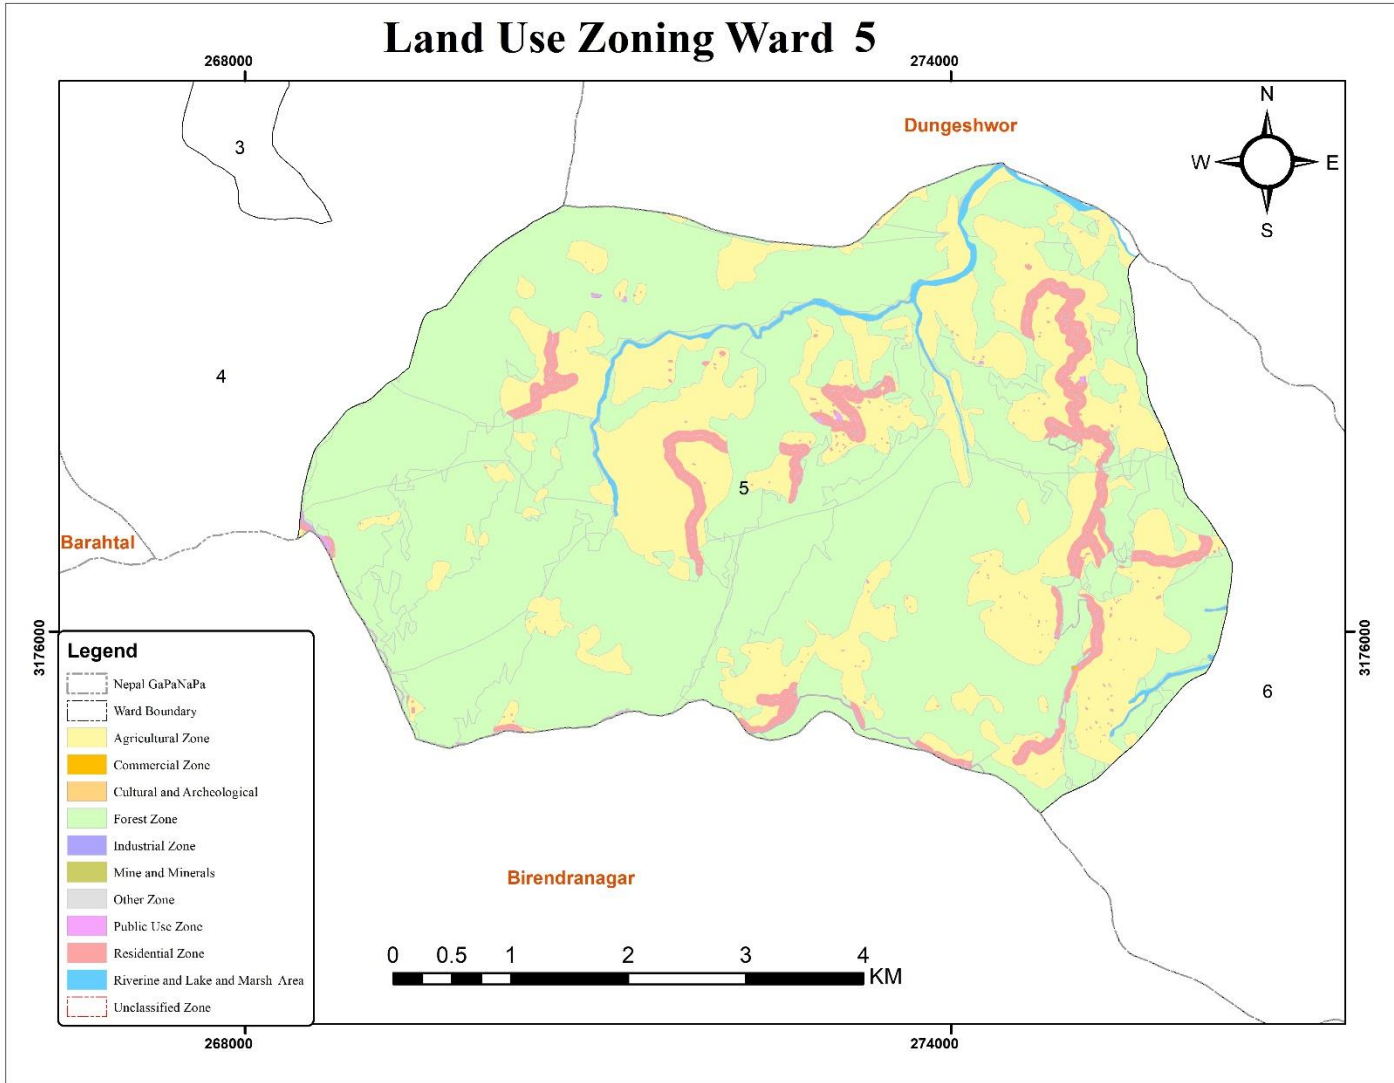 Land Use Zoning Ward 5
268000
274000
Dungeshwor
N
W
E
S
3
4
5
Barahtal
3176000
3176000
6
Legend
Nepal GaPaNaPa
Ward Boundary
Agricultural Zone
Commercial Zone
Cultural and Archeological
Forest Zone
Industrial Zone
Mine and Minerals
Other Zone
Public Use Zone
Residential Zone
Riverine and Lake and Marsh Area
Unclassified Zone
Birendranagar
0 0.5 1 2 3 4
KM
268000
274000